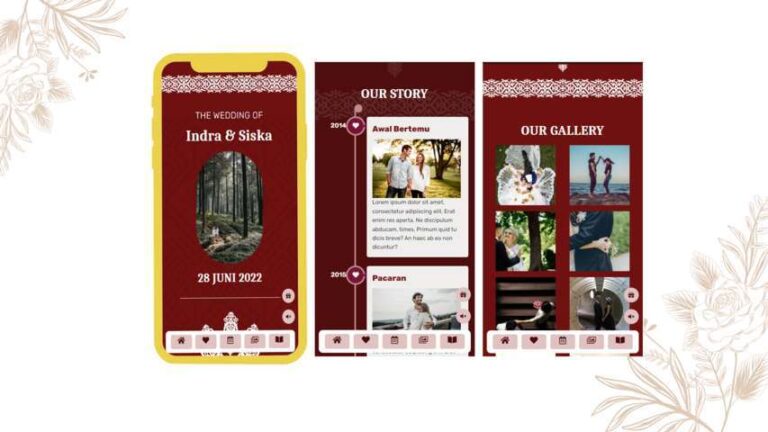 THE WEDDING OF
Indra & Siska
28 JUNI 2022
OUR STORY
2014
Awal Bertemu
Lorem ipsum dolor sit amet,
consectetur adipiscing elit. Erat
enim res aperta. Ne discipulum
abducam, times. Primum quid tu
dicis breve? An haec ab eo non
dicuntur?
2015
Pacaran
OUR GALLERY